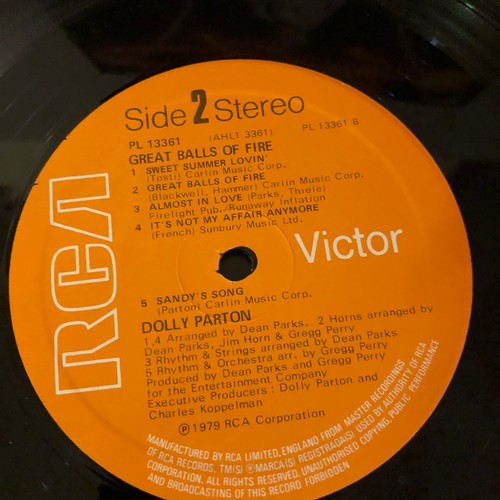 Side 2 Stereo
PL 13361 (AHL1 3361) PL 13361 B
GREAT BALLS OF FIRE
1 SWEET SUMMER LOVIN'
(Tosti) Carlin Music Corp.
2 GREAT BALLS OF FIRE
(Blackwell, Hammer) Carlin Music Corp.
3 ALMOST IN LOVE (Parks, Thiele)
Firelight Pub./Runaway Inflation
4 IT'S NOT MY AFFAIR ANYMORE
(French) Sunbury Music Ltd.
RCA Victor
5 SANDY'S SONG
(Parton) Carlin Music Corp.
DOLLY PARTON
1,4 Arranged by Dean Parks, 2 Horns arranged by
Dean Parks, Jim Horn & Gregg Perry
3 Rhythm & Strings arranged by Dean Parks
5 Rhythm & Orchestra arr. by Gregg Perry
Produced by Dean Parks and Gregg Perry
for the Entertainment Company
Executive Producers : Dolly Parton and
Charles Koppelman
Ⓟ 1979 RCA Corporation
MANUFACTURED BY RCA LIMITED, ENGLAND FROM MASTER RECORDINGS
OF RCA RECORDS, TM(S) ® MARCA(S) REGISTRADA(S) USED BY AUTHORITY OF RCA
CORPORATION. ALL RIGHTS RESERVED. UNAUTHORISED COPYING, PUBLIC PERFORMANCE
AND BROADCASTING OF THIS RECORD FORBIDDEN